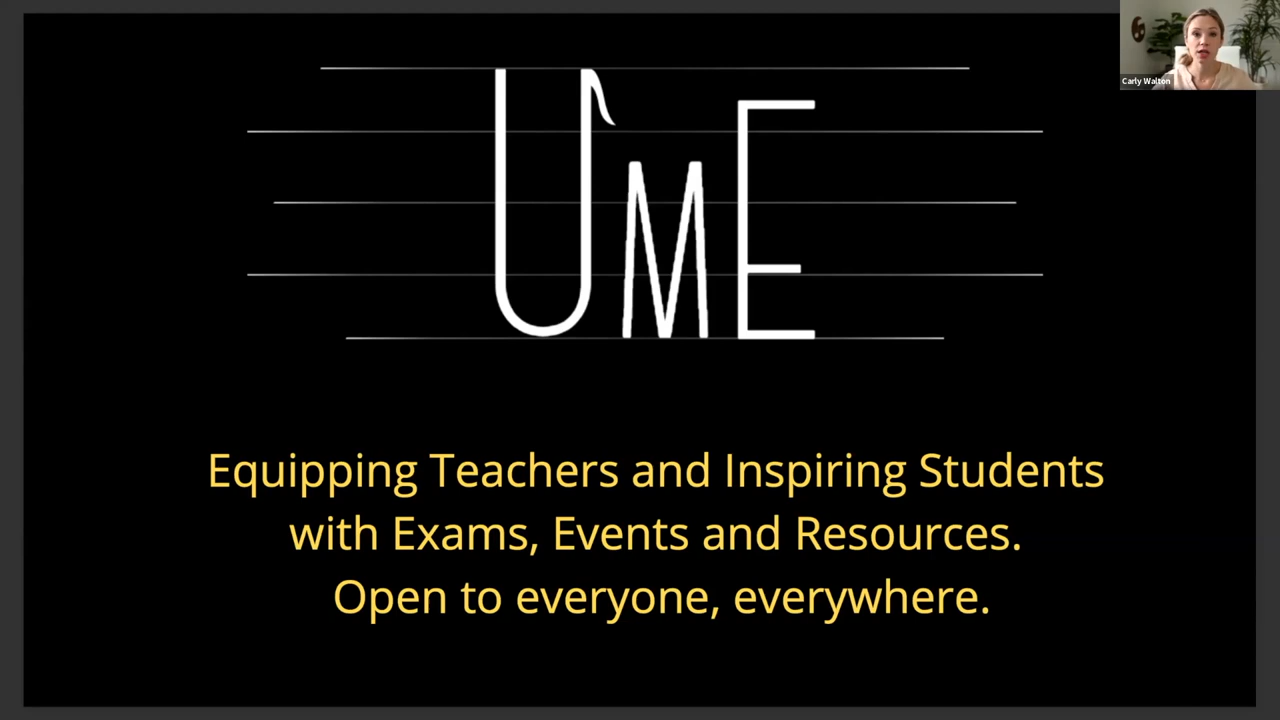 UME
Carly Walton
Equipping Teachers and Inspiring Students
with Exams, Events and Resources.
Open to everyone, everywhere.